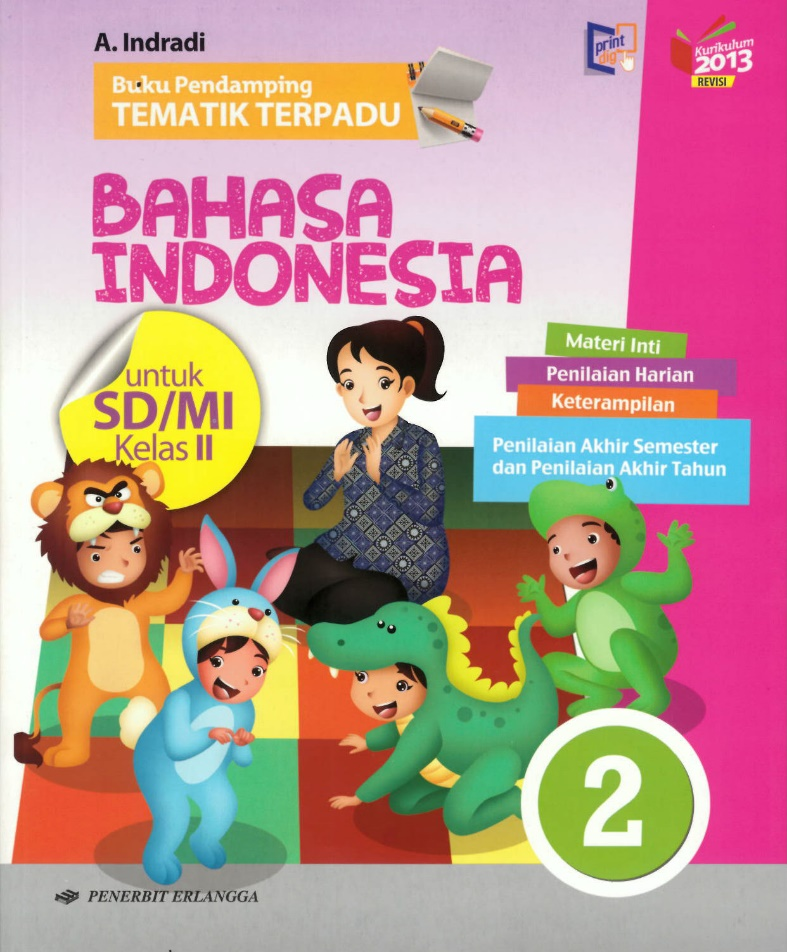 A. Indradi
Buku Pendamping
TEMATIK TERPADU
print
digi
Kurikulum
2013
REVISI
BAHASA
INDONESIA
untuk
SD/MI
Kelas II
Materi Inti
Penilaian Harian
Keterampilan
Penilaian Akhir Semester
dan Penilaian Akhir Tahun
2
PENERBIT ERLANGGA